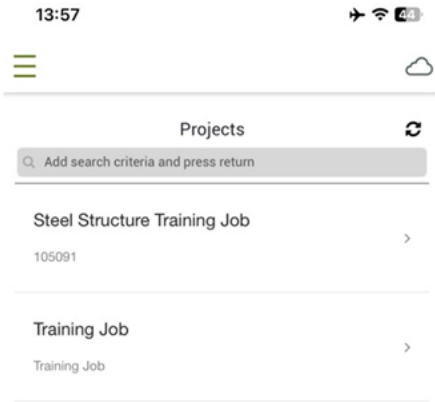 13:57
44
Projects
Add search criteria and press return
Steel Structure Training Job
105091
Training Job
Training Job